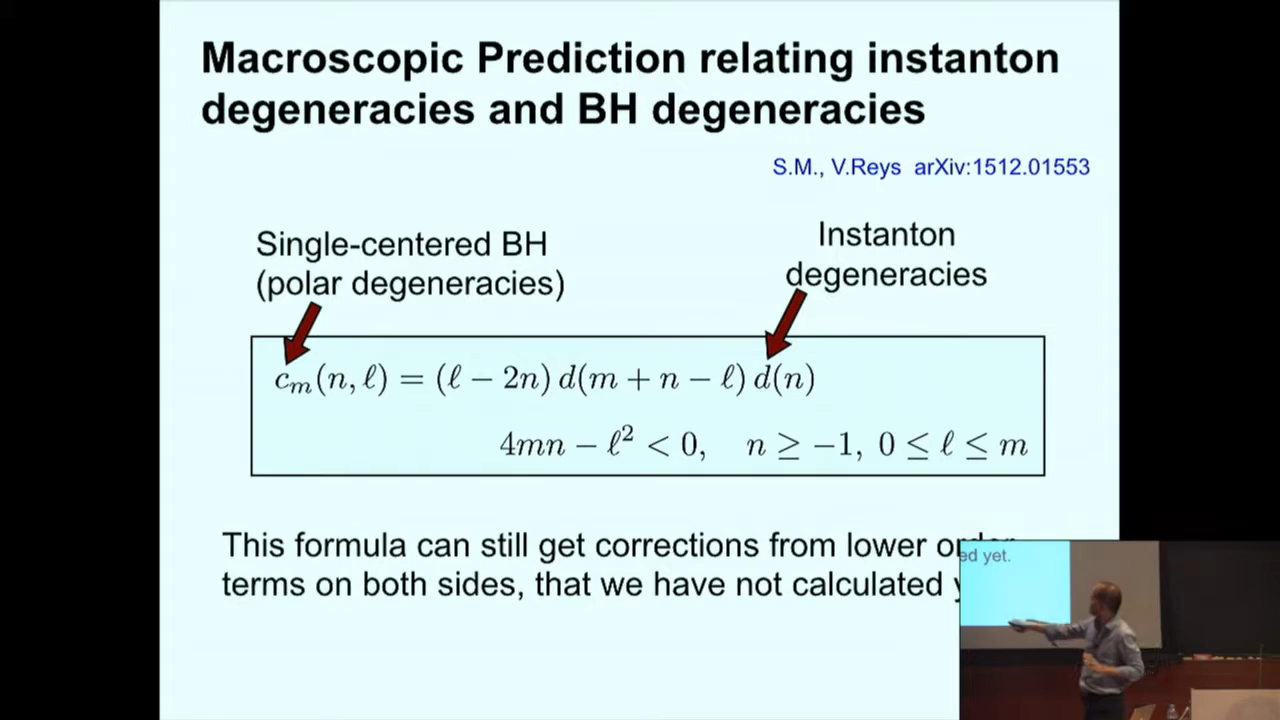 Macroscopic Prediction relating instanton
degeneracies and BH degeneracies
S.M., V.Reys arXiv:1512.01553
Single-centered BH
(polar degeneracies)
Instanton
degeneracies
c_m(n, ℓ) = (ℓ − 2n) d(m + n − ℓ) d(n)
4mn − ℓ² < 0, n ≥ −1, 0 ≤ ℓ ≤ m
This formula can still get corrections from lower
terms on both sides, that we have not calculated
ed yet.